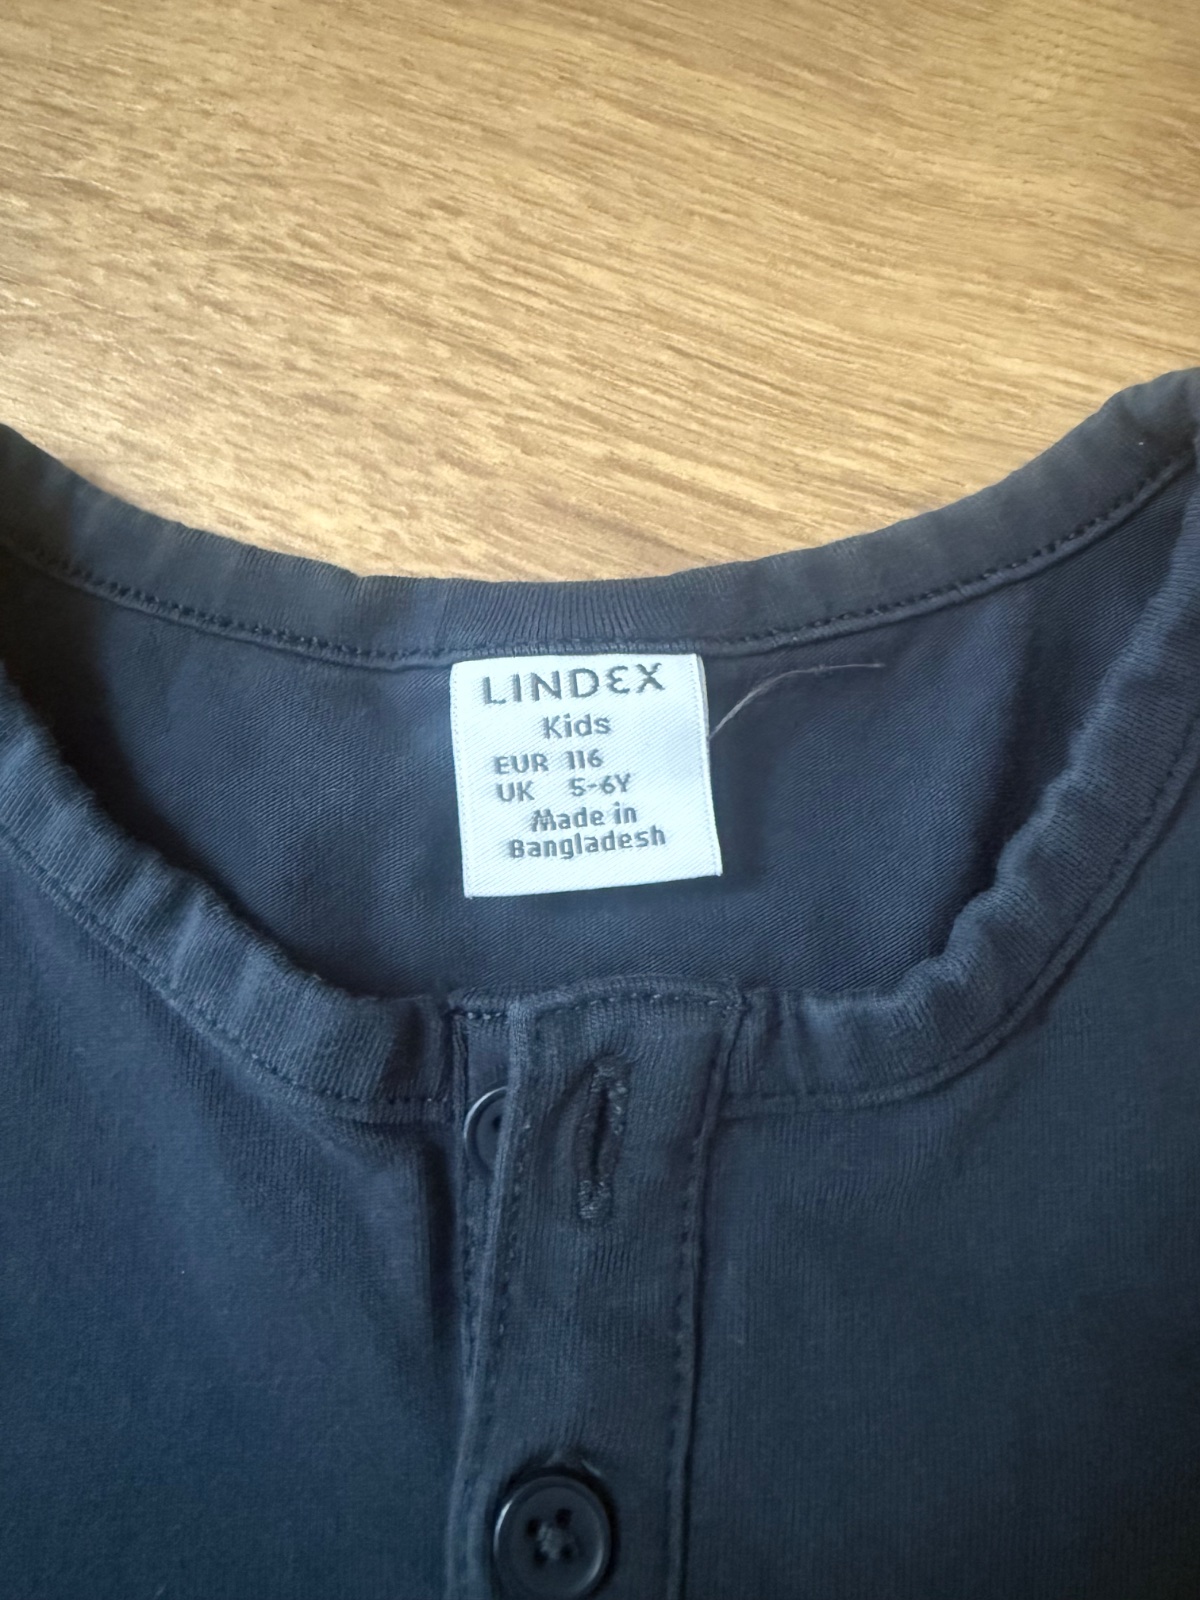 LINDEX
Kids
EUR 116
UK 5-6Y
Made in
Bangladesh